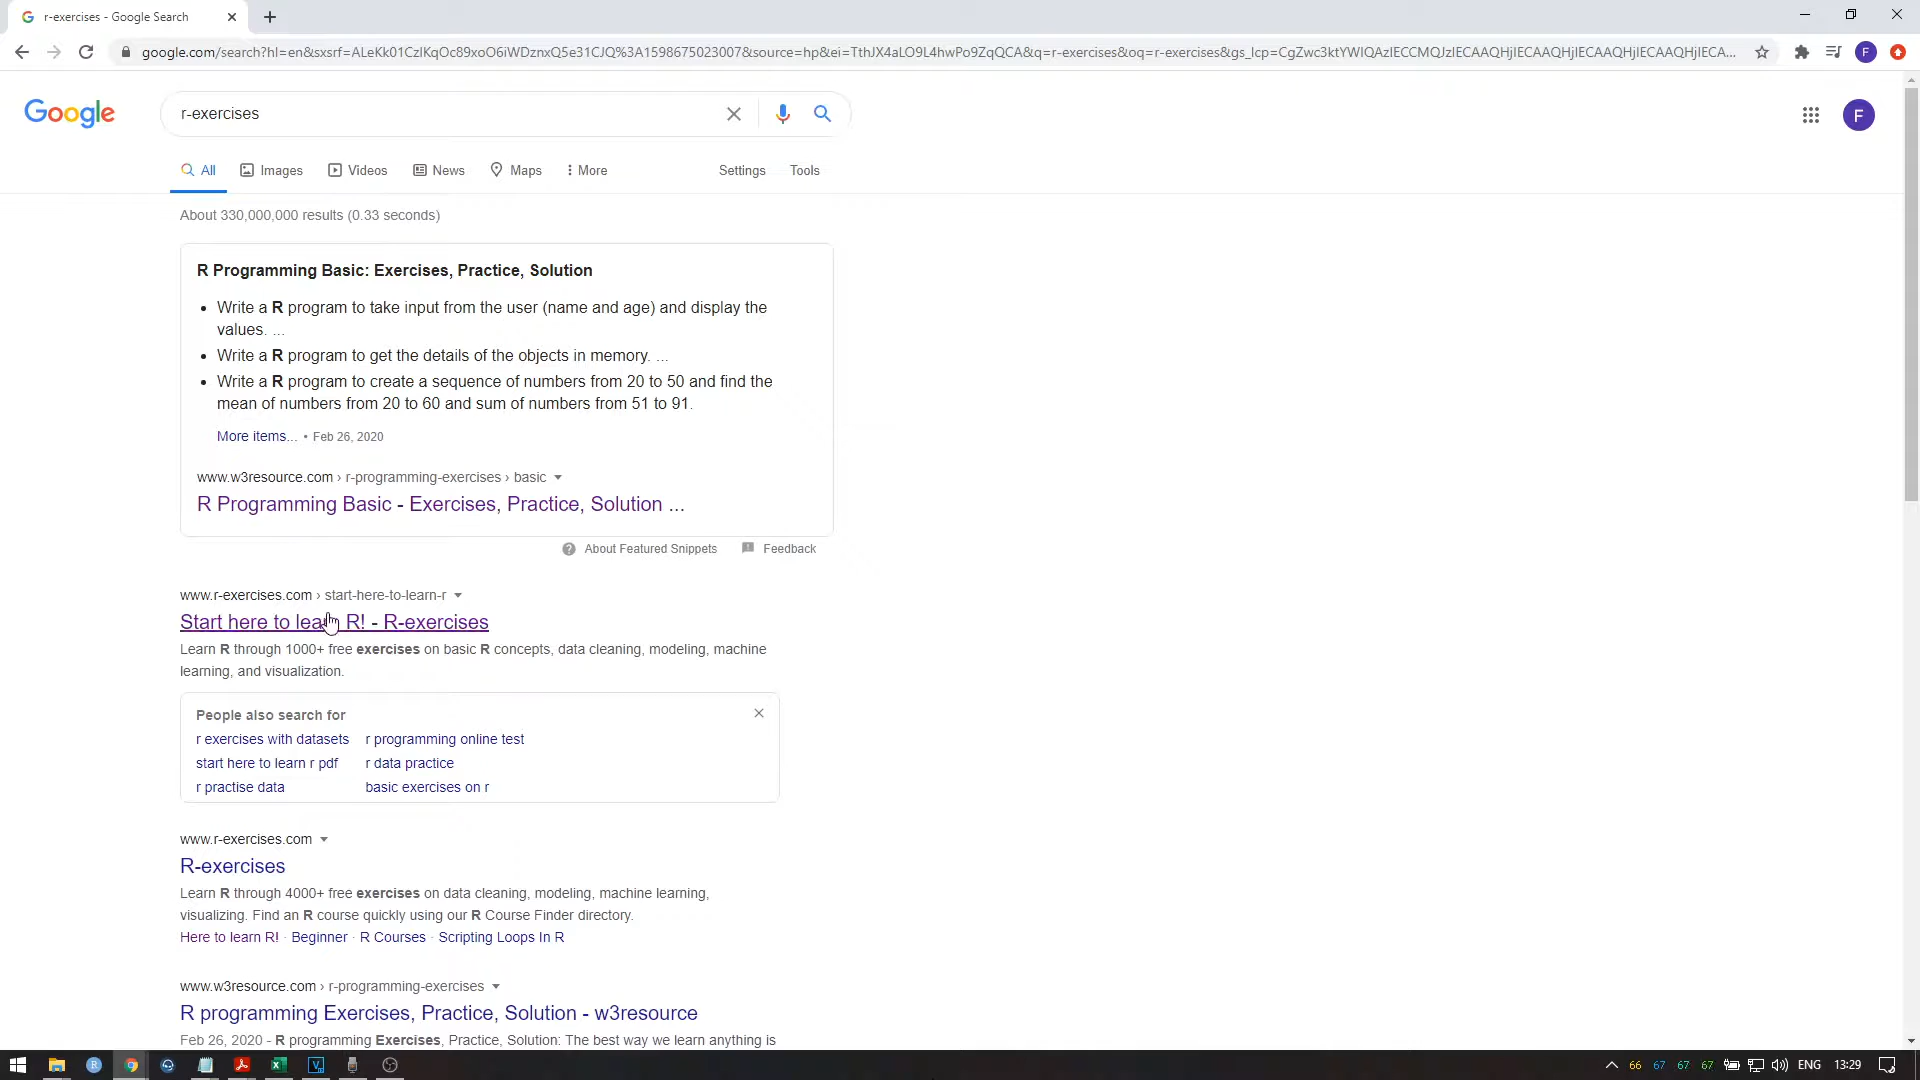 r-exercises - Google Search
google.com/search?hl=en&sxsrf=ALeKk01CzlKqOc89xoO6iWDznxQ5e31CJQ%3A1598675023007&source=hp&ei=TthJX4aLO9L4hwPo9ZqQCA&q=r-exercises&oq=r-exercises&gs_lcp=CgZwc3ktYWIQAzIECCMQJzIECAAQHjIECAAQHjIECAAQHjIECAAQHjIECA...
F
Google
r-exercises
F
All Images Videos News Maps More Settings Tools
About 330,000,000 results (0.33 seconds)
R Programming Basic: Exercises, Practice, Solution
• Write a R program to take input from the user (name and age) and display the
values. ...
• Write a R program to get the details of the objects in memory. ...
• Write a R program to create a sequence of numbers from 20 to 50 and find the
mean of numbers from 20 to 60 and sum of numbers from 51 to 91.
More items... • Feb 26, 2020
www.w3resource.com › r-programming-exercises › basic
R Programming Basic - Exercises, Practice, Solution ...
About Featured Snippets Feedback
www.r-exercises.com › start-here-to-learn-r
Start here to learn R! - R-exercises
Learn R through 1000+ free exercises on basic R concepts, data cleaning, modeling, machine
learning, and visualization.
People also search for
r exercises with datasets r programming online test
start here to learn r pdf r data practice
r practise data basic exercises on r
www.r-exercises.com
R-exercises
Learn R through 4000+ free exercises on data cleaning, modeling, machine learning,
visualizing. Find an R course quickly using our R Course Finder directory.
Here to learn R! · Beginner · R Courses · Scripting Loops In R
www.w3resource.com › r-programming-exercises
R programming Exercises, Practice, Solution - w3resource
Feb 26, 2020 - R programming Exercises, Practice, Solution: The best way we learn anything is
66 67 67 67 ENG 13:29